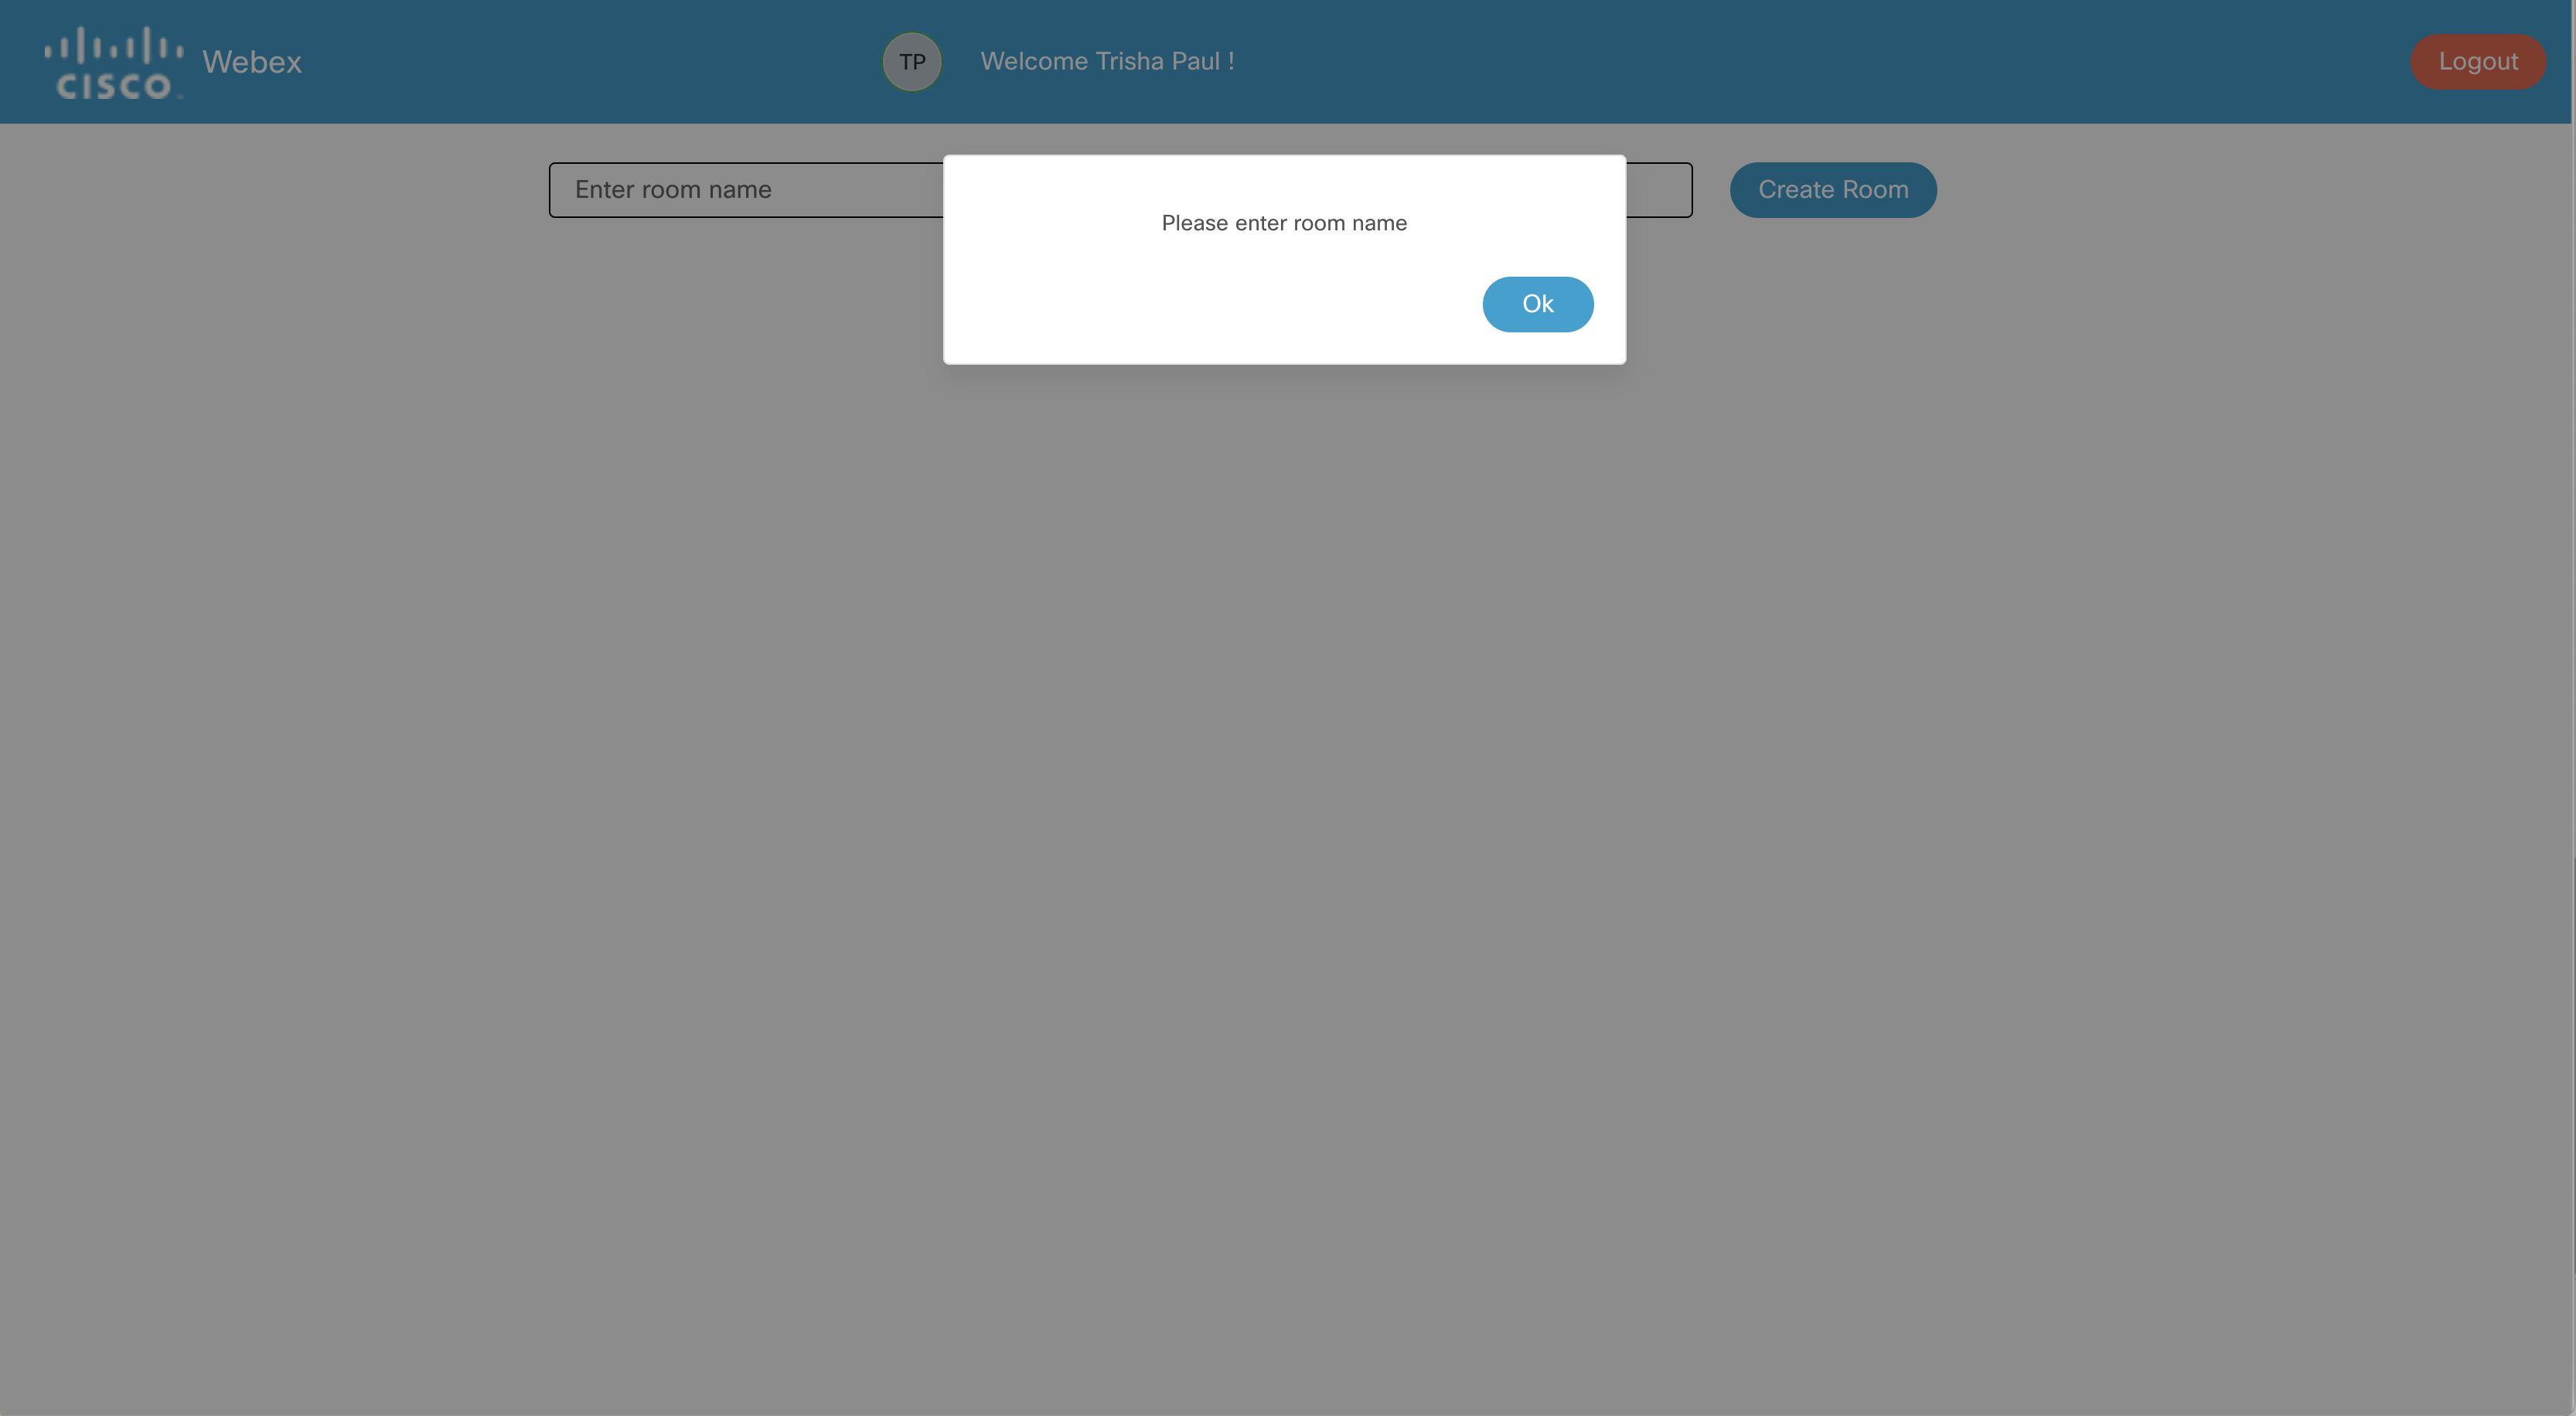 CISCO
Webex
TP
Welcome Trisha Paul !
Logout
Enter room name
Create Room
Please enter room name
Ok